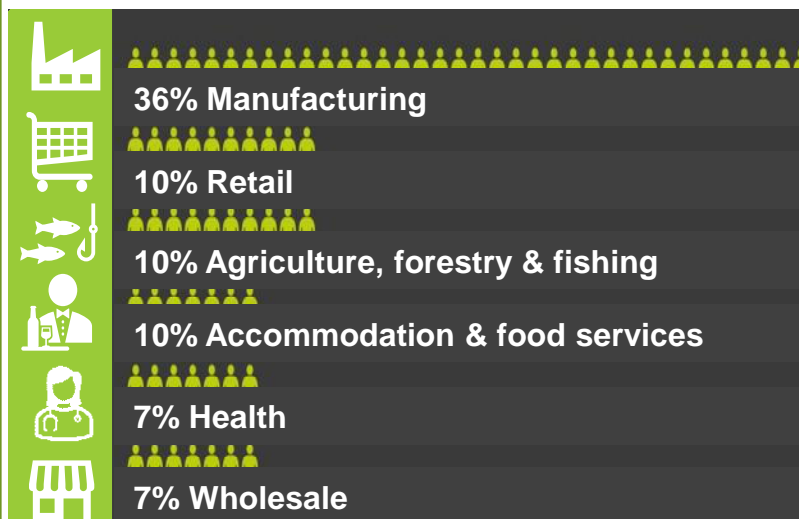 36% Manufacturing
10% Retail
10% Agriculture, forestry & fishing
10% Accommodation & food services
7% Health
7% Wholesale